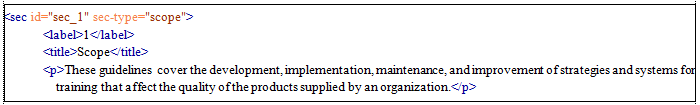 <sec id="sec_1" sec-type="scope">
<label>1</label>
<title>Scope</title>
<p>These guidelines  cover the development, implementation, maintenance, and improvement of strategies and systems for
training that affect the quality of the products supplied by an organization.</p>